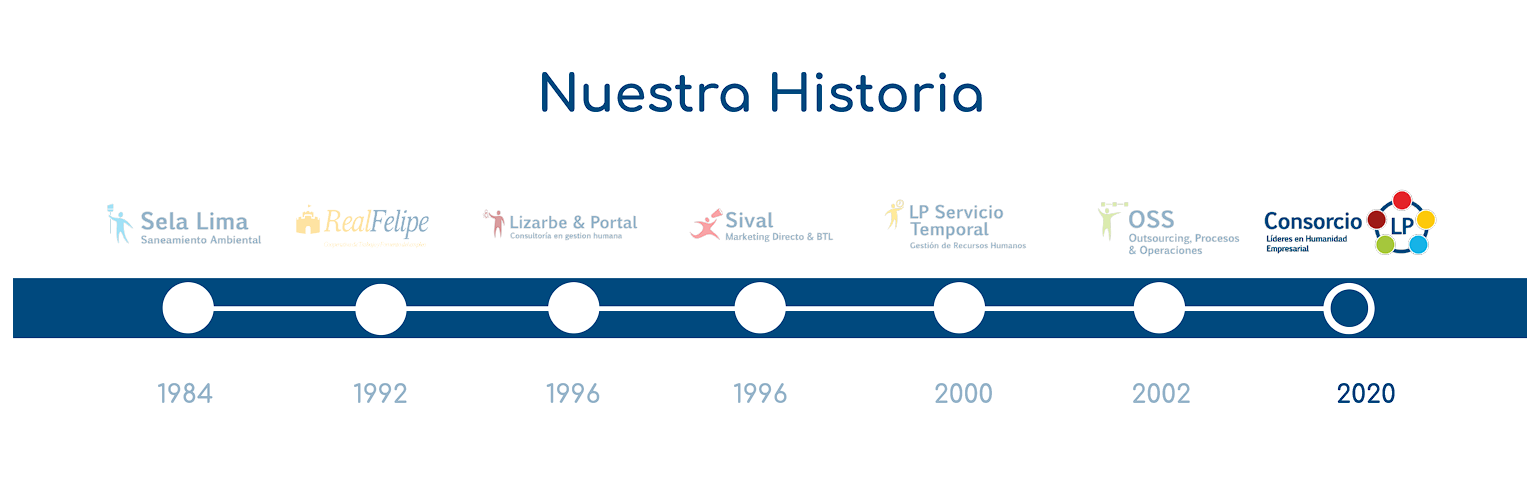 Nuestra Historia
Sela Lima
Saneamiento Ambiental
RealFelipe
Lizarbe & Portal
Consultoría en gestion humana
Sival
Marketing Directo & BTL
LP Servicio
Temporal
Gestión de Recursos Humanos
OSS
Outsourcing, Procesos
& Operaciones
Consorcio
Líderes en Humanidad
Empresarial
LP
1984
1992
1996
1996
2000
2002
2020